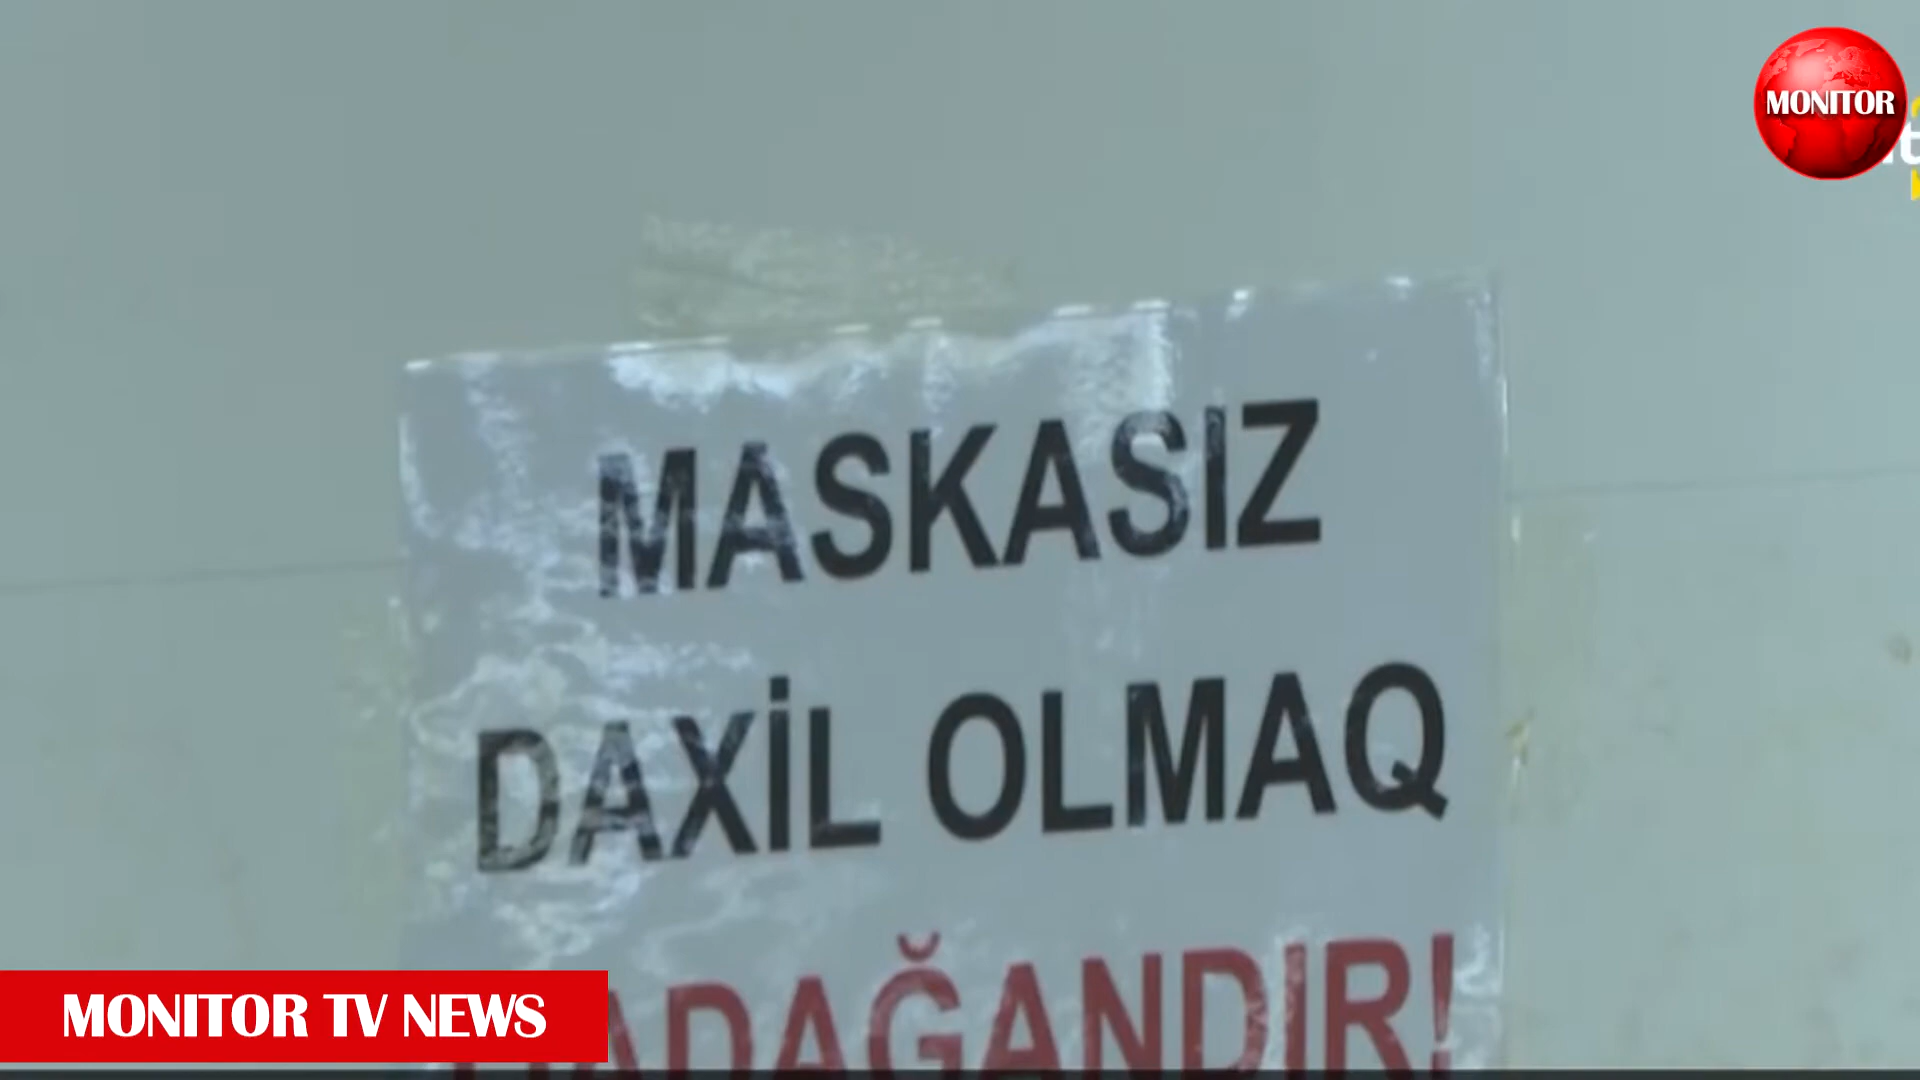 MONITOR
MASKASIZ
DAXİL OLMAQ
MONITOR TV NEWS